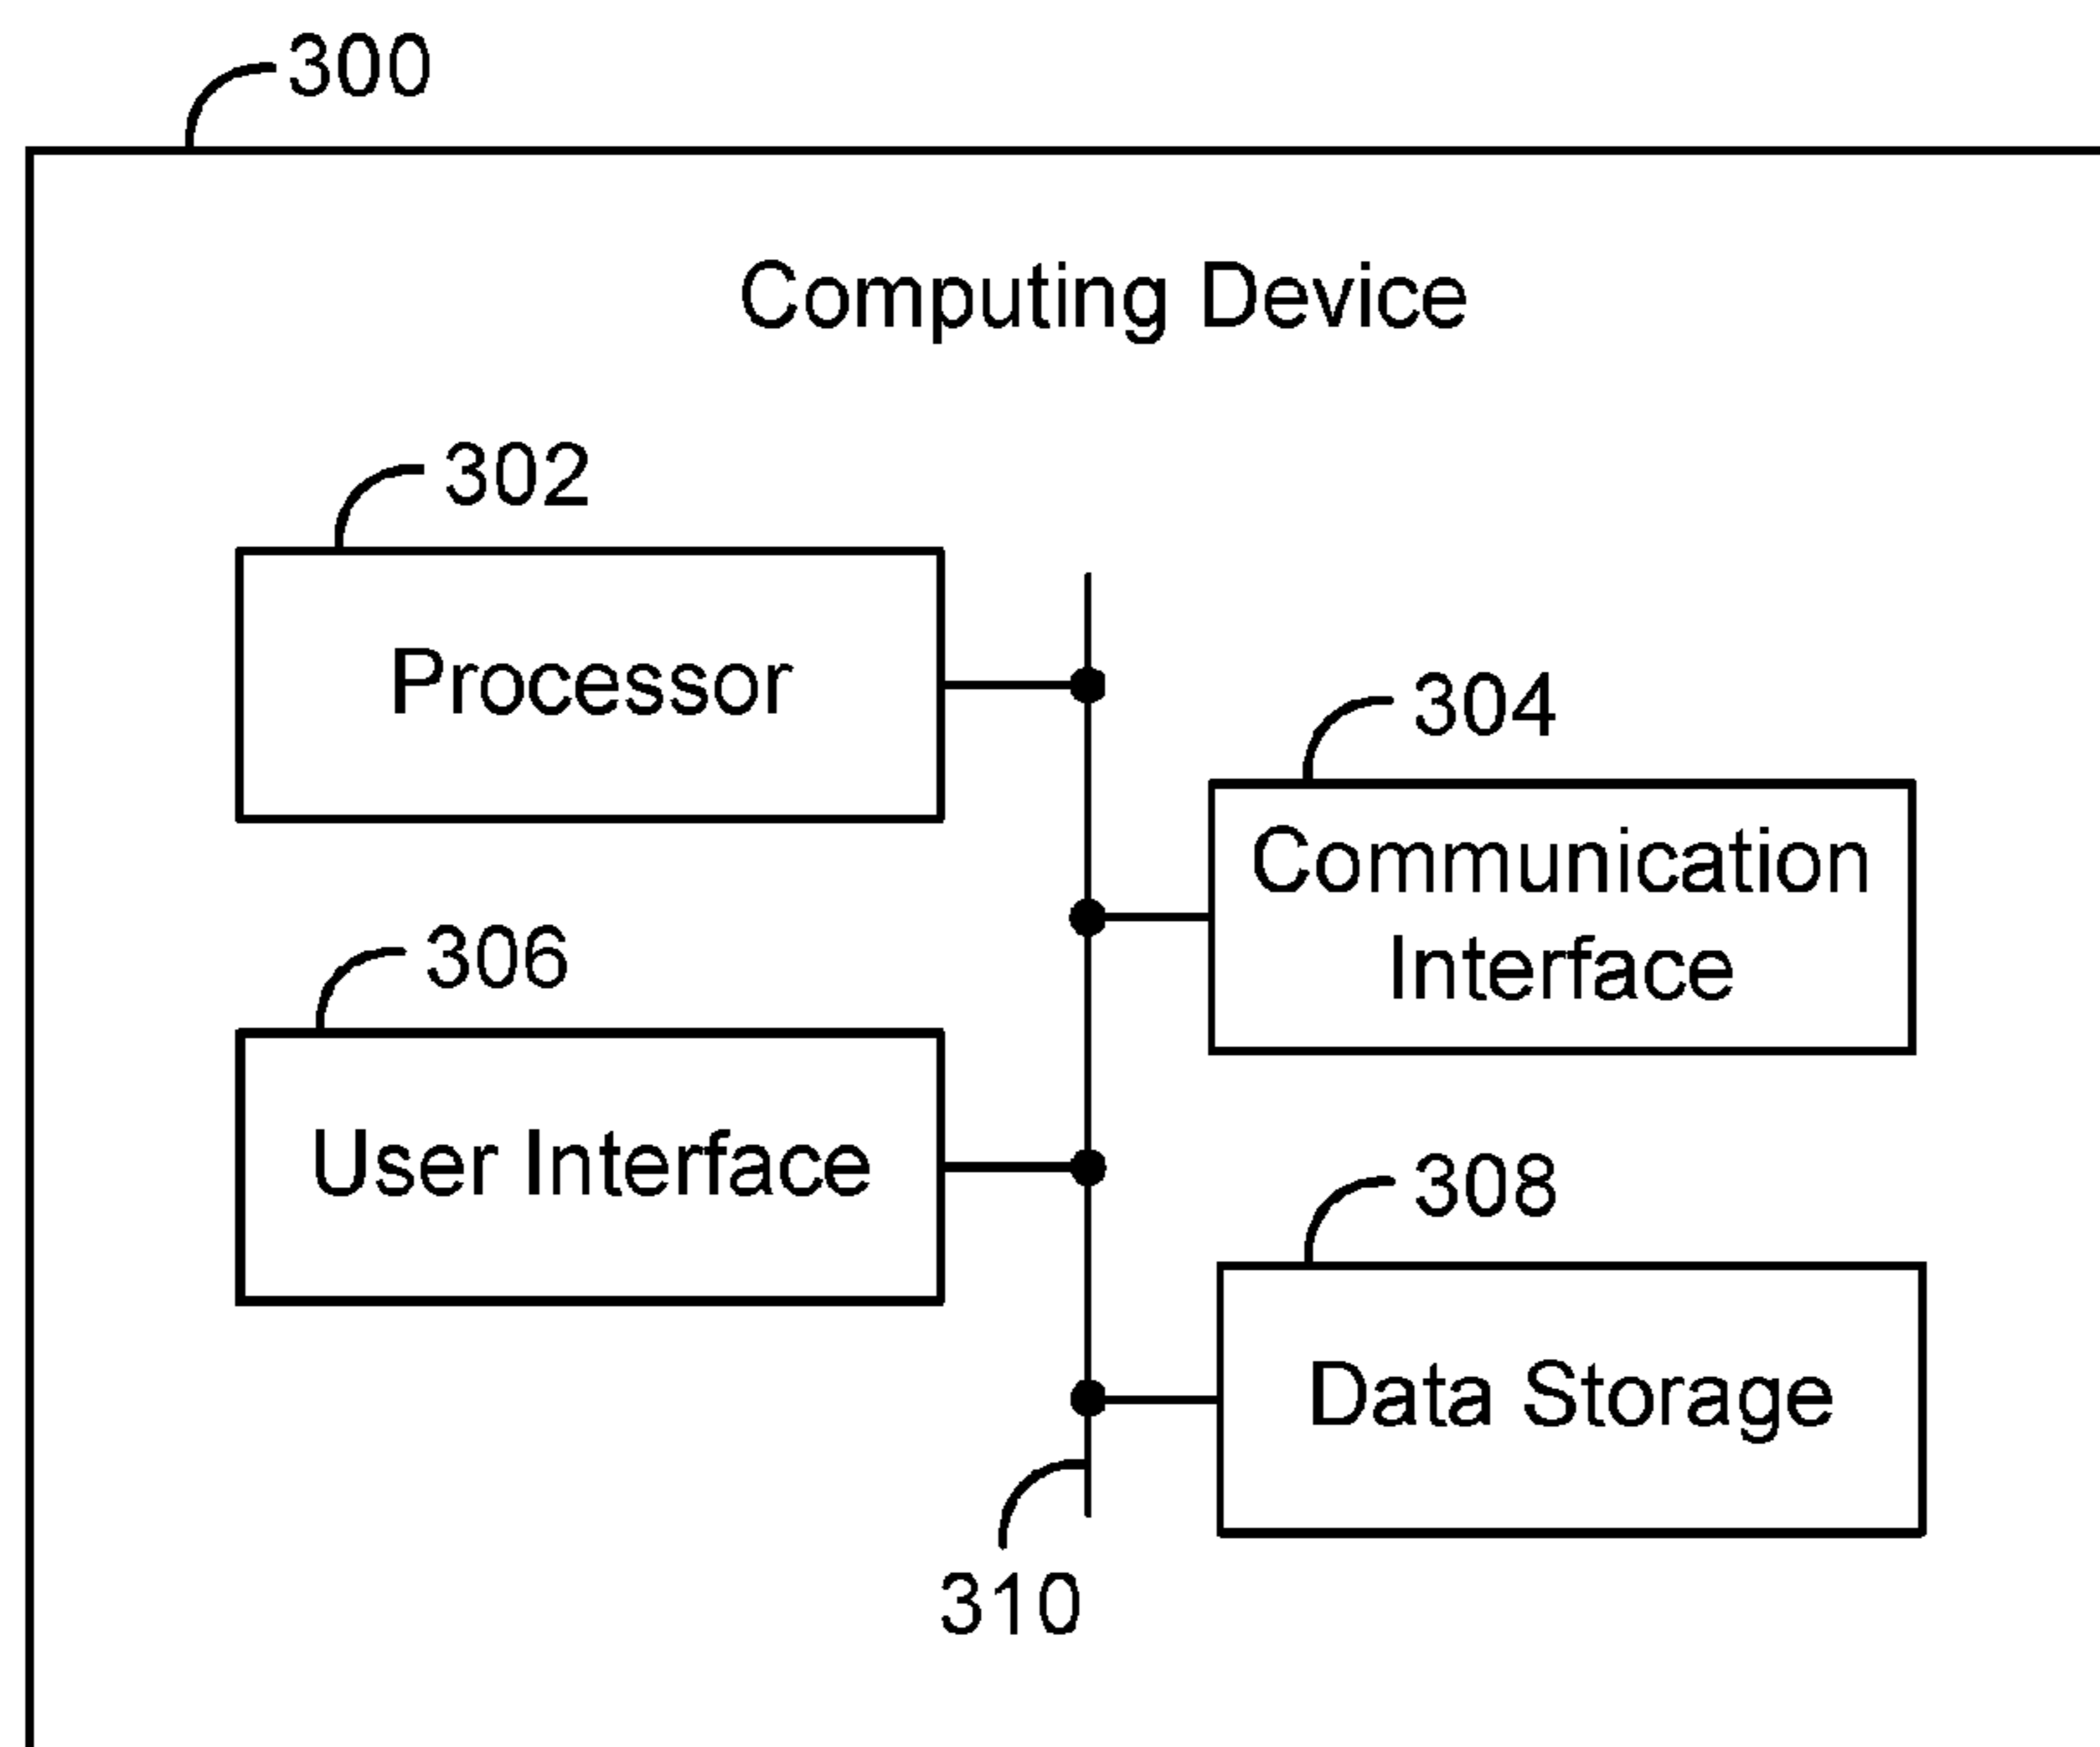 300
Computing Device
302
Processor
304
Communication
Interface
306
User Interface
308
Data Storage
310